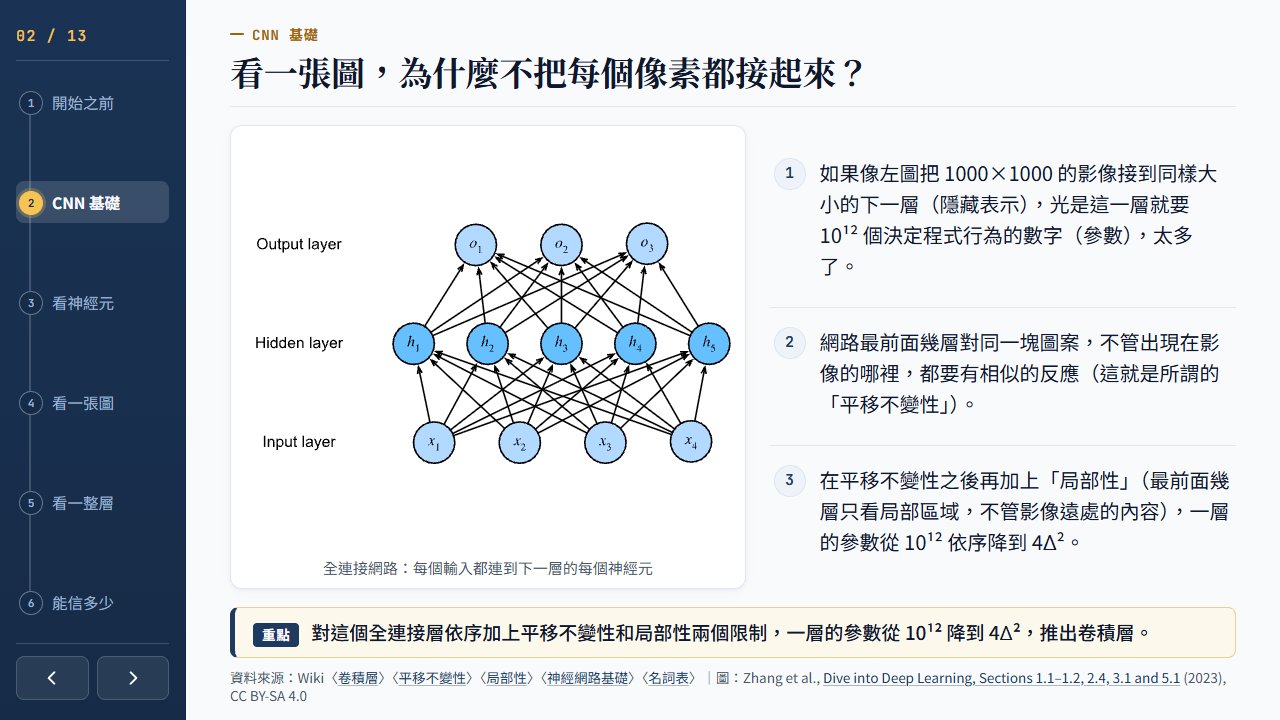 02 / 13
1 開始之前
2 CNN 基礎
3 看神經元
4 看一張圖
5 看一整層
6 能信多少
CNN 基礎
看一張圖，為什麼不把每個像素都接起來？
Output layer
o1 o2 o3
Hidden layer
h1 h2 h3 h4 h5
Input layer
x1 x2 x3 x4
全連接網路：每個輸入都連到下一層的每個神經元
1 如果像左圖把 1000×1000 的影像接到同樣大
小的下一層（隱藏表示），光是這一層就要
10¹² 個決定程式行為的數字（參數），太多
了。
2 網路最前面幾層對同一塊圖案，不管出現在影
像的哪裡，都要有相似的反應（這就是所謂的
「平移不變性」）。
3 在平移不變性之後再加上「局部性」（最前面幾
層只看局部區域，不管影像遠處的內容），一層
的參數從 10¹² 依序降到 4Δ²。
重點 對這個全連接層依序加上平移不變性和局部性兩個限制，一層的參數從 10¹² 降到 4Δ²，推出卷積層。
資料來源：Wiki〈卷積層〉〈平移不變性〉〈局部性〉〈神經網路基礎〉〈名詞表〉｜圖：Zhang et al., Dive into Deep Learning, Sections 1.1–1.2, 2.4, 3.1 and 5.1 (2023),
CC BY-SA 4.0